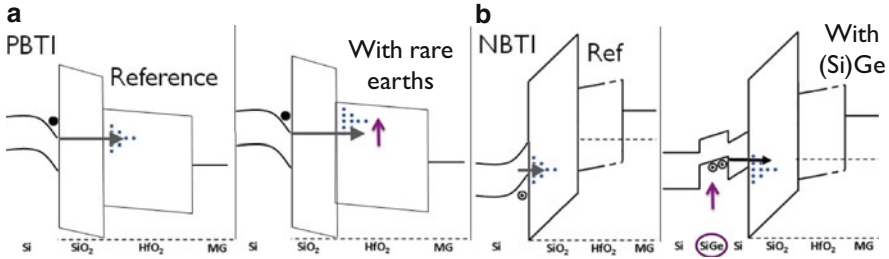 a
PBTI
Reference
With rare
earths
Si
SiO₂
HfO₂
MG
Si
SiO₂
HfO₂
MG
b
NBTI
Ref
With
(Si)Ge
Si
SiO₂
HfO₂
MG
Si
SiGe
Si
SiO₂
HfO₂
MG